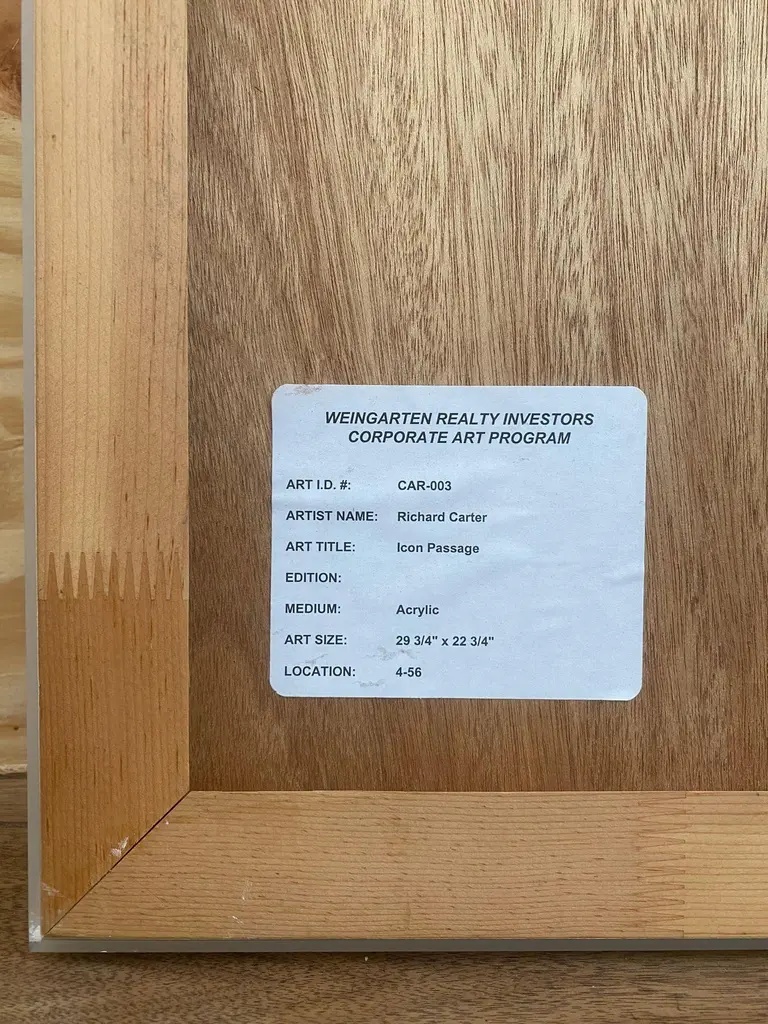 WEINGARTEN REALTY INVESTORS
CORPORATE ART PROGRAM
ART I.D. #: CAR-003
ARTIST NAME: Richard Carter
ART TITLE: Icon Passage
EDITION:
MEDIUM: Acrylic
ART SIZE: 29 3/4" x 22 3/4"
LOCATION: 4-56